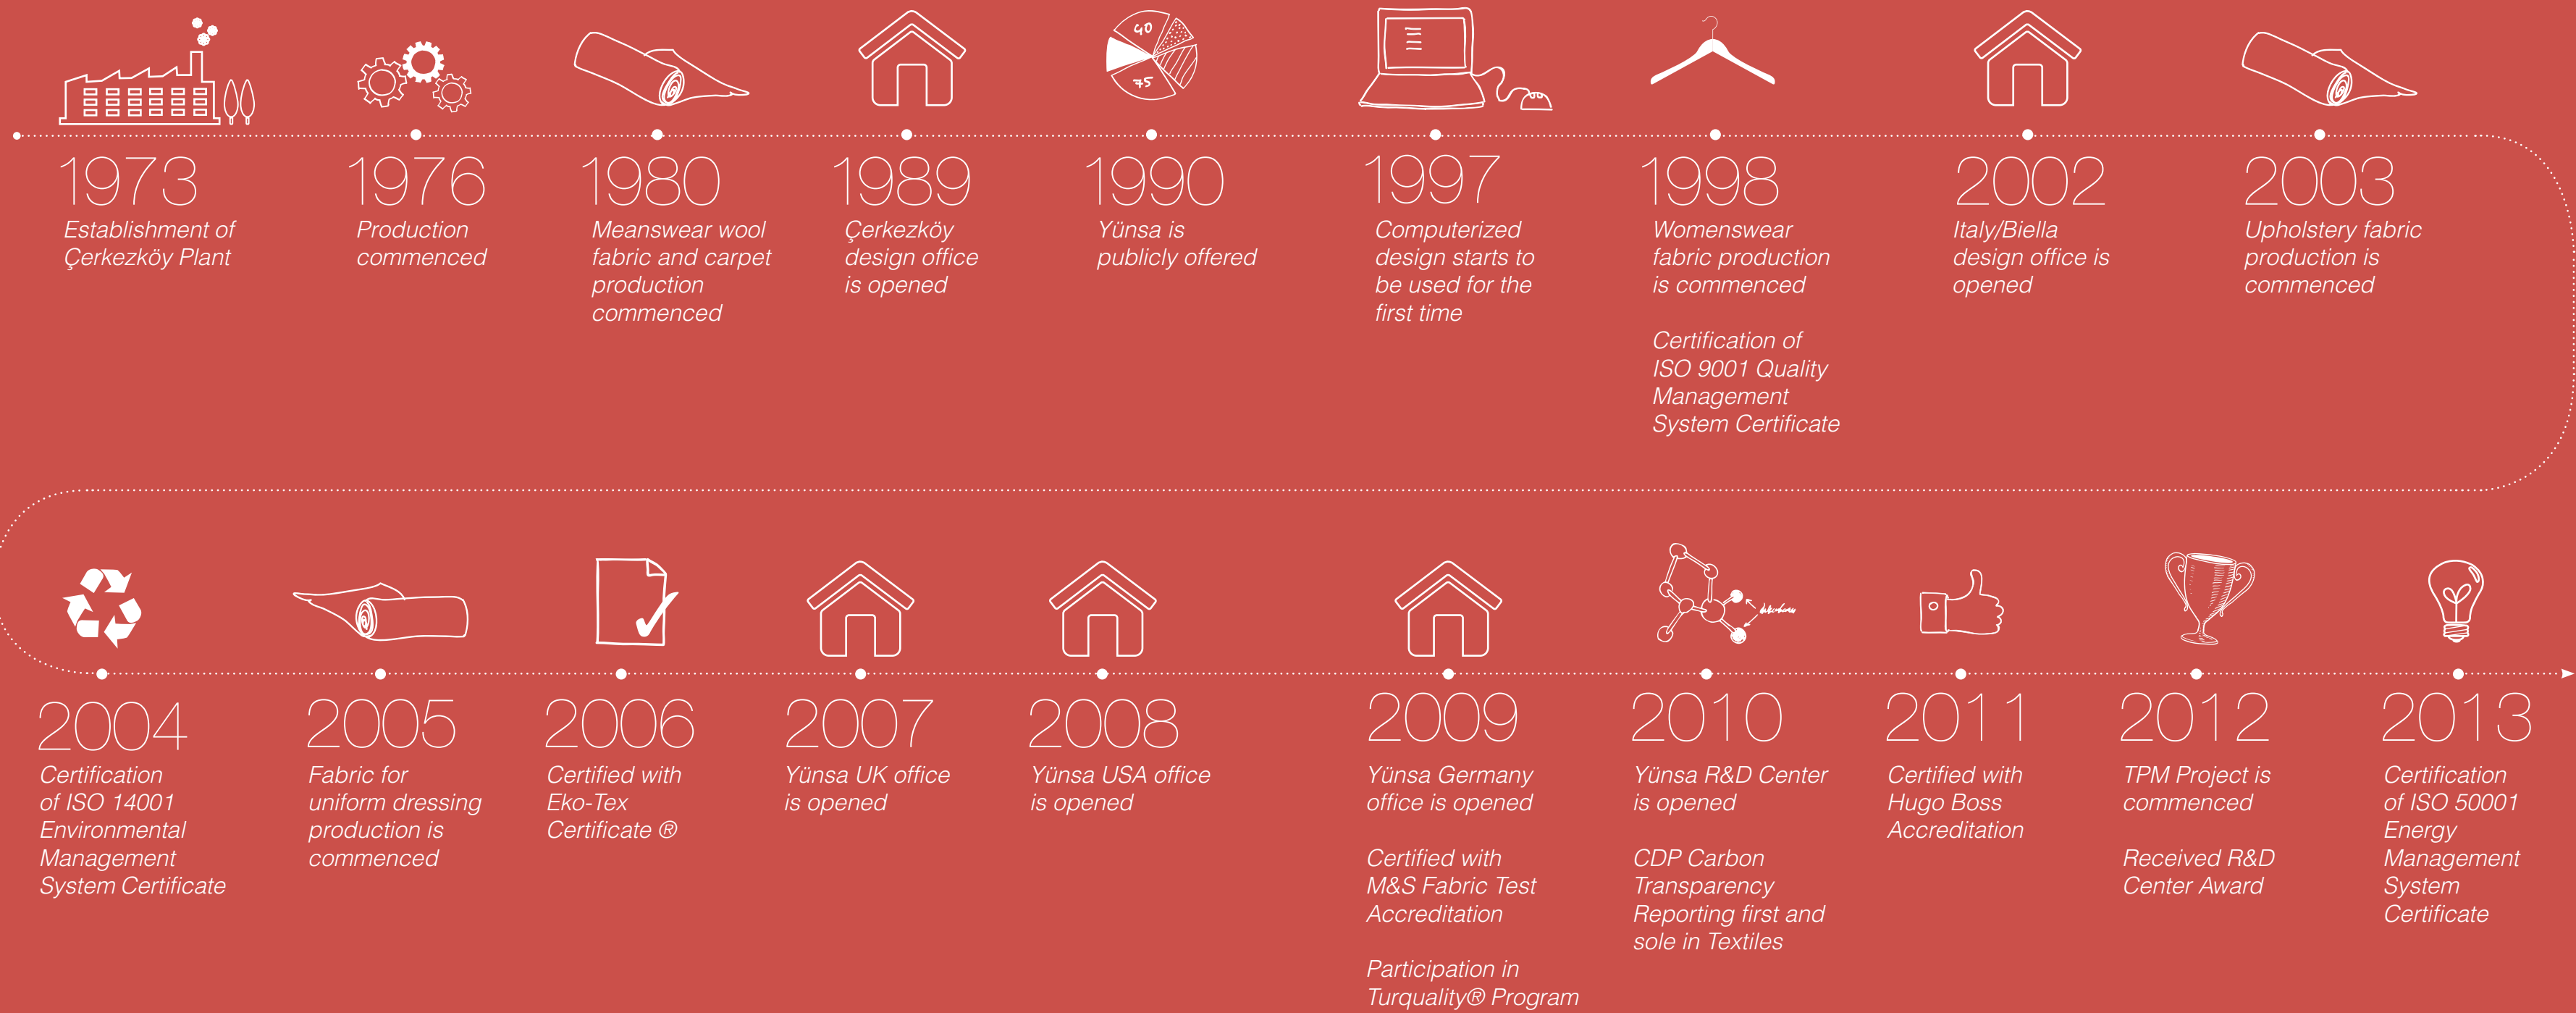 40
75
1973
Establishment of
Çerkezköy Plant
1976
Production
commenced
1980
Meanswear wool
fabric and carpet
production
commenced
1989
Çerkezköy
design office
is opened
1990
Yünsa is
publicly offered
1997
Computerized
design starts to
be used for the
first time
1998
Womenswear
fabric production
is commenced
Certification of
ISO 9001 Quality
Management
System Certificate
2002
Italy/Biella
design office is
opened
2003
Upholstery fabric
production is
commenced
2004
Certification
of ISO 14001
Environmental
Management
System Certificate
2005
Fabric for
uniform dressing
production is
commenced
2006
Certified with
Eko-Tex
Certificate ®
2007
Yünsa UK office
is opened
2008
Yünsa USA office
is opened
2009
Yünsa Germany
office is opened
Certified with
M&S Fabric Test
Accreditation
Participation in
Turquality® Program
2010
Yünsa R&D Center
is opened
CDP Carbon
Transparency
Reporting first and
sole in Textiles
2011
Certified with
Hugo Boss
Accreditation
2012
TPM Project is
commenced
Received R&D
Center Award
2013
Certification
of ISO 50001
Energy
Management
System
Certificate